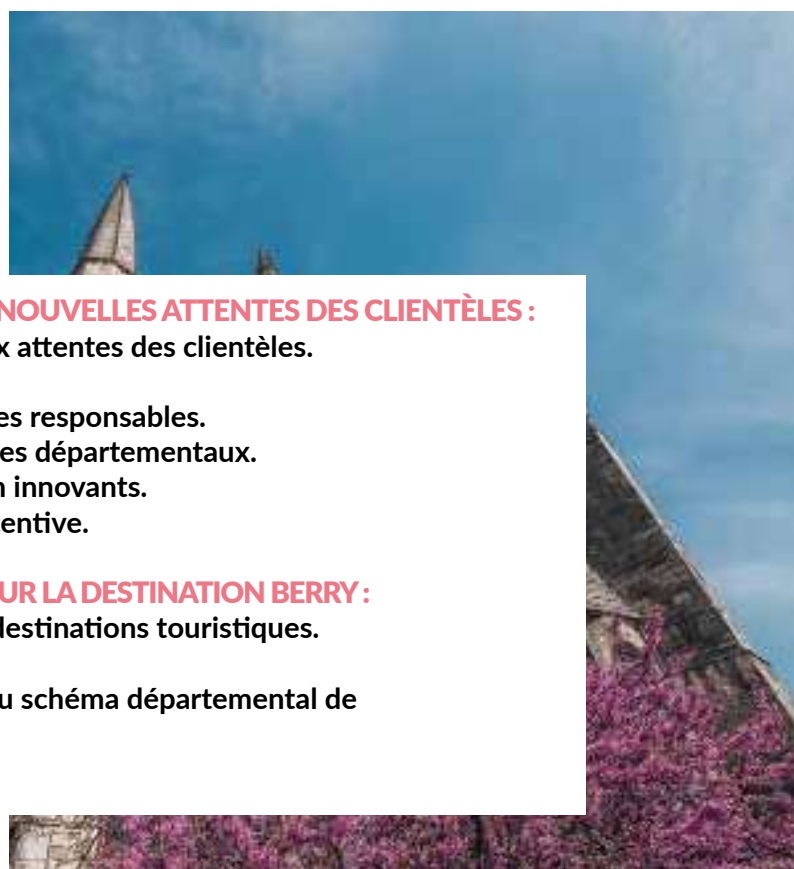 NOUVELLES ATTENTES DES CLIENTÈLES :
x attentes des clientèles.
es responsables.
es départementaux.
n innovants.
entive.
UR LA DESTINATION BERRY :
destinations touristiques.
u schéma départemental de